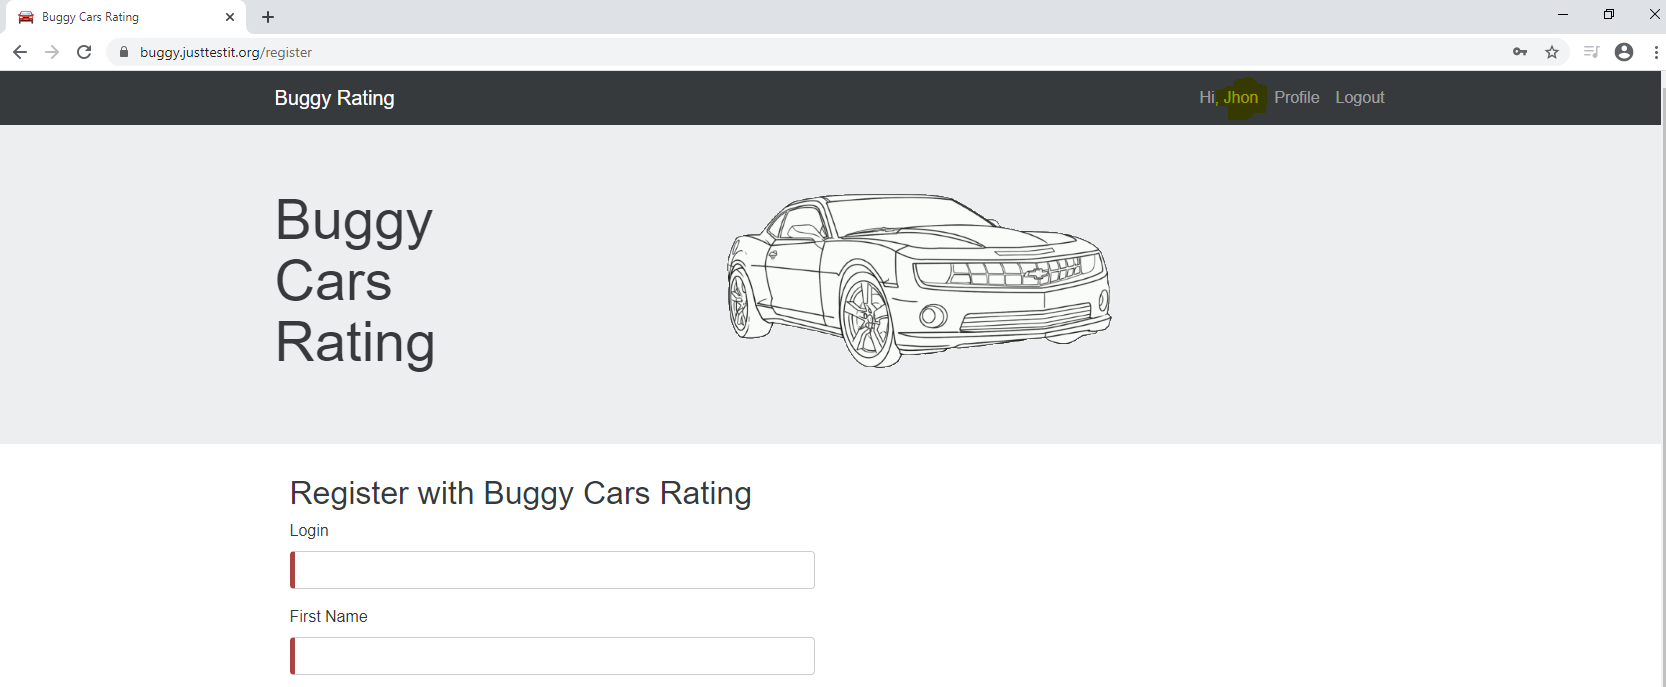 Buggy Cars Rating
buggy.justtestit.org/register
Buggy Rating
Hi, Jhon Profile Logout
Buggy
Cars
Rating
Register with Buggy Cars Rating
Login
First Name